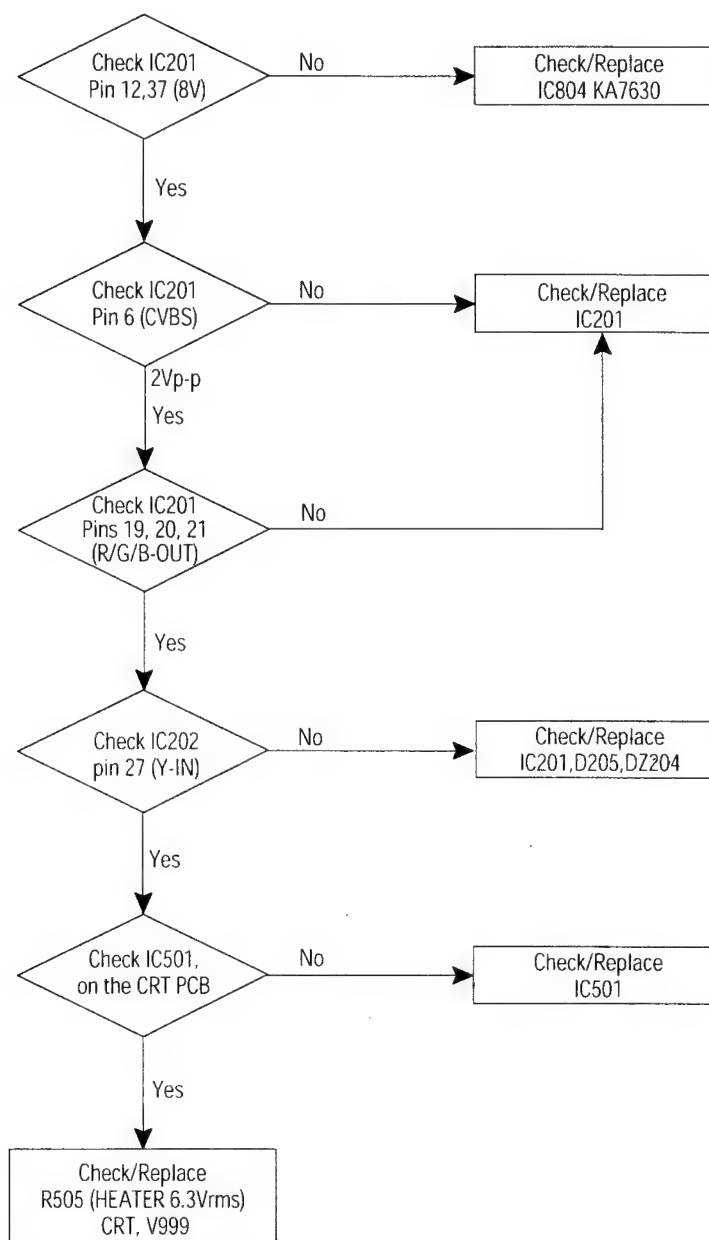 Check IC201
Pin 12,37 (8V)
No
Check/Replace
IC804 KA7630
Yes
Check IC201
Pin 6 (CVBS)
No
Check/Replace
IC201
2Vp-p
Yes
Check IC201
Pins 19, 20, 21
(R/G/B-OUT)
No
Yes
Check IC202
pin 27 (Y-IN)
No
Check/Replace
IC201,D205,DZ204
Yes
Check IC501,
on the CRT PCB
No
Check/Replace
IC501
Yes
Check/Replace
R505 (HEATER 6.3Vrms)
CRT, V999